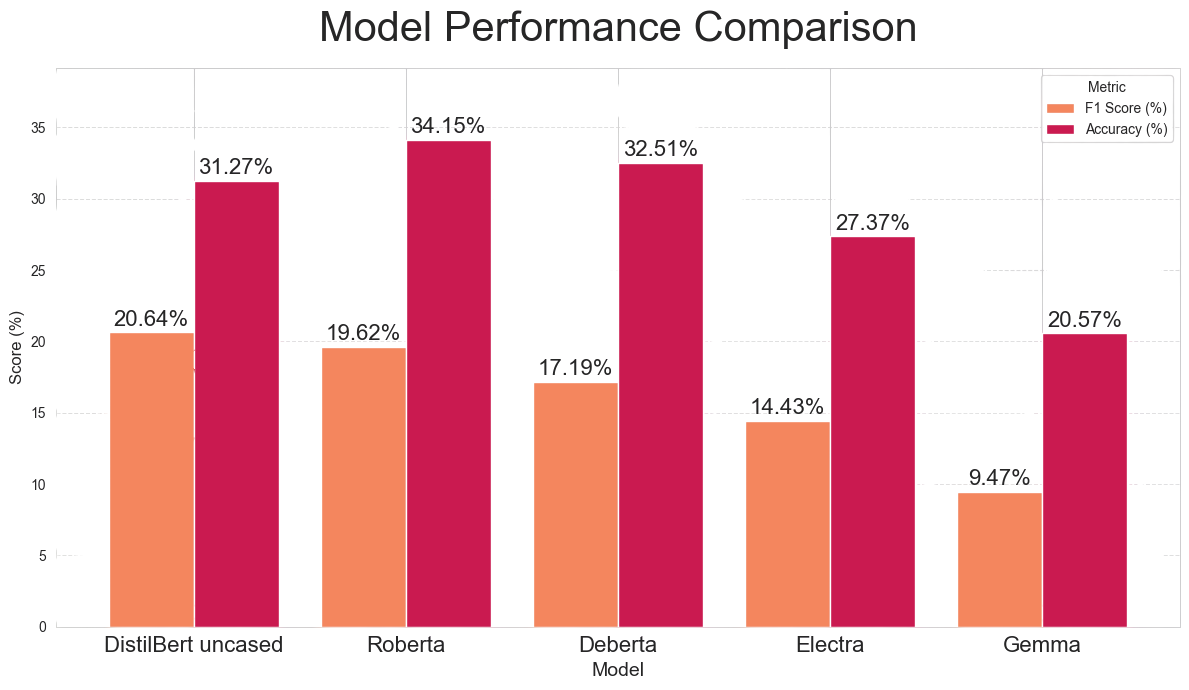 Model Performance Comparison
Metric
F1 Score (%)
Accuracy (%)
35
30
25
20
15
10
5
0
Score (%)
20.64%
31.27%
19.62%
34.15%
17.19%
32.51%
14.43%
27.37%
9.47%
20.57%
DistilBert uncased
Roberta
Deberta
Electra
Gemma
Model